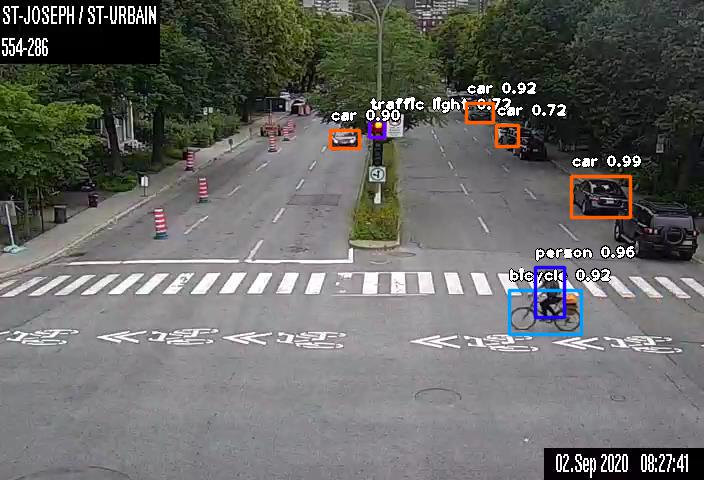 ST-JOSEPH / ST-URBAIN
554-286
car 0.92
traffic light 0.72
car 0.72
car 0.90
car 0.99
person 0.96
bicycle 0.92
02.Sep 2020 08:27:41